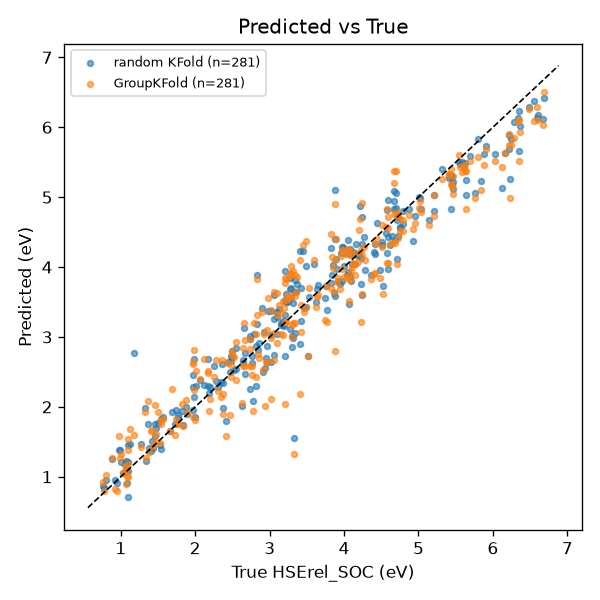 Predicted vs True
random KFold (n=281)
GroupKFold (n=281)
Predicted (eV)
7
6
5
4
3
2
1
1 2 3 4 5 6 7
True HSErel_SOC (eV)